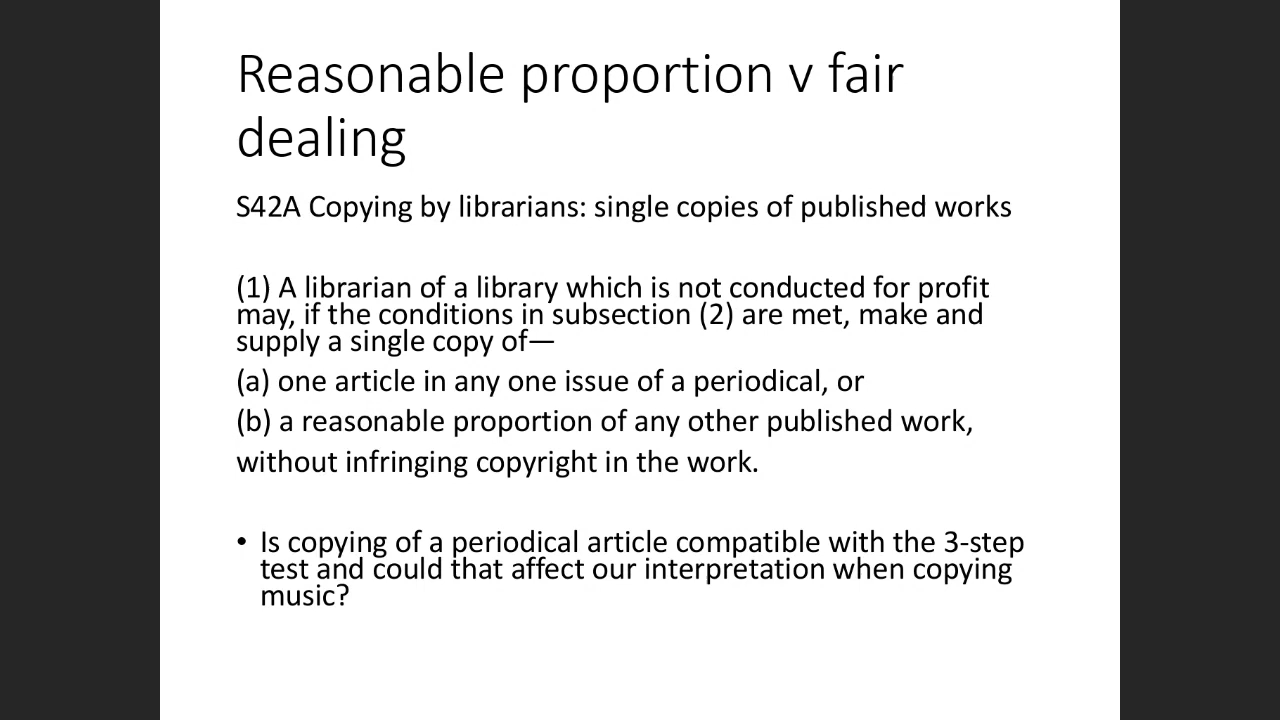 Reasonable proportion v fair
dealing
S42A Copying by librarians: single copies of published works
(1) A librarian of a library which is not conducted for profit
may, if the conditions in subsection (2) are met, make and
supply a single copy of—
(a) one article in any one issue of a periodical, or
(b) a reasonable proportion of any other published work,
without infringing copyright in the work.
• Is copying of a periodical article compatible with the 3-step
test and could that affect our interpretation when copying
music?